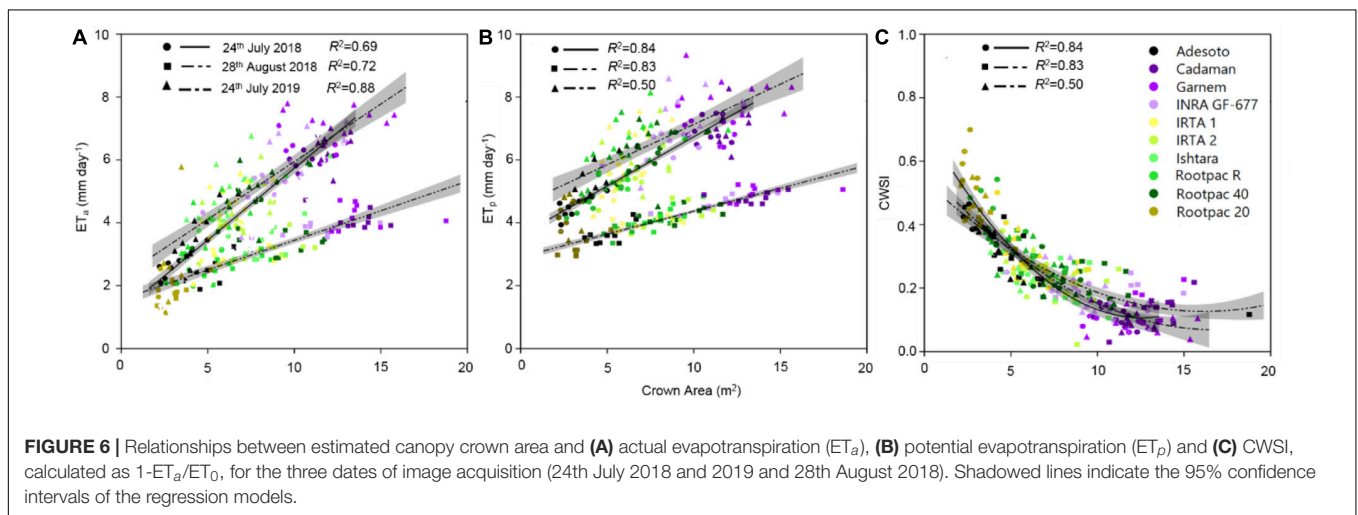 A
24th July 2018 R²=0.69
28th August 2018 R²=0.72
24th July 2019 R²=0.88
ETa (mm day-1)
10
8
6
4
2
0
0 5 10 15 20
B
R²=0.84
R²=0.83
R²=0.50
ETp (mm day-1)
10
8
6
4
2
0
0 5 10 15 20
Crown Area (m²)
C
R²=0.84
R²=0.83
R²=0.50
CWSI
1.0
0.8
0.6
0.4
0.2
0.0
0 5 10 15 20
Adesoto
Cadaman
Garnem
INRA GF-677
IRTA 1
IRTA 2
Ishtara
Rootpac R
Rootpac 40
Rootpac 20
FIGURE 6 | Relationships between estimated canopy crown area and (A) actual evapotranspiration (ETa), (B) potential evapotranspiration (ETp) and (C) CWSI,
calculated as 1-ETa/ET0, for the three dates of image acquisition (24th July 2018 and 2019 and 28th August 2018). Shadowed lines indicate the 95% confidence
intervals of the regression models.